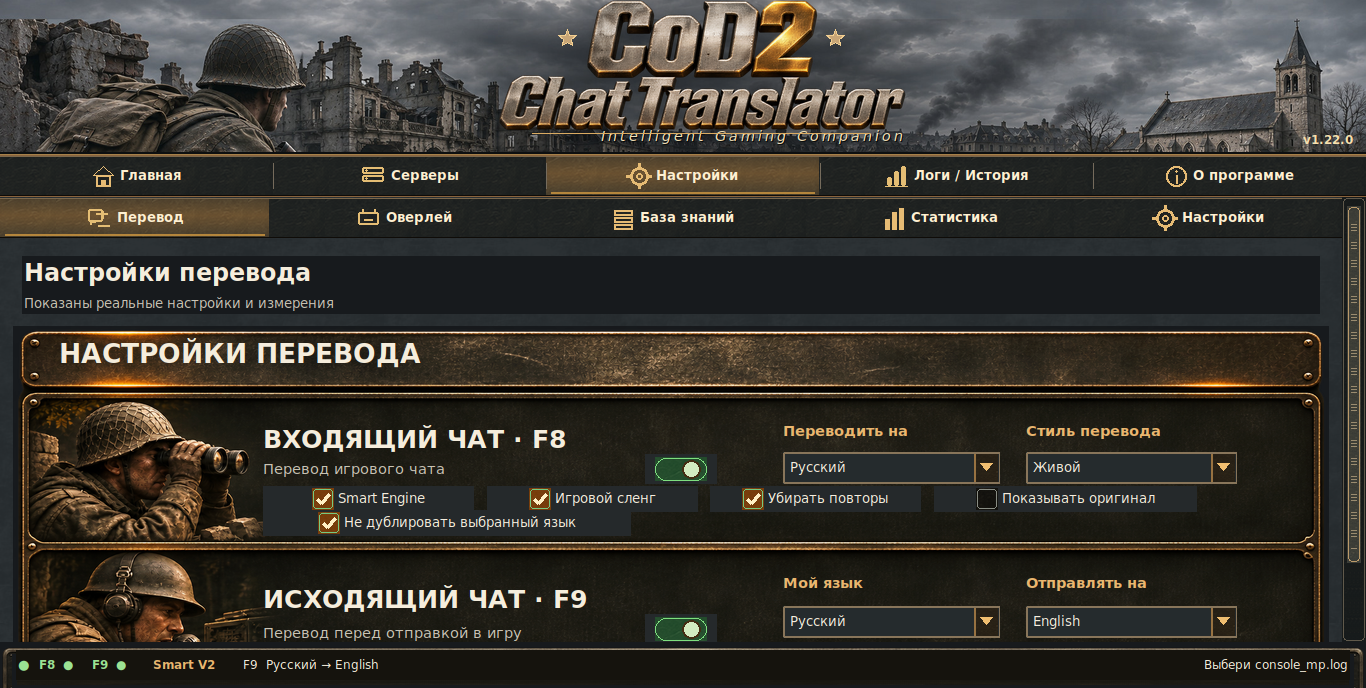 CoD2
Chat Translator
Intelligent Gaming Companion
v1.22.0
Главная
Серверы
Настройки
Логи / История
О программе
Перевод
Оверлей
База знаний
Статистика
Настройки
Настройки перевода
Показаны реальные настройки и измерения
НАСТРОЙКИ ПЕРЕВОДА
ВХОДЯЩИЙ ЧАТ · F8
Перевод игрового чата
Переводить на
Стиль перевода
Русский
Живой
Smart Engine
Игровой сленг
Убирать повторы
Показывать оригинал
Не дублировать выбранный язык
ИСХОДЯЩИЙ ЧАТ · F9
Перевод перед отправкой в игру
Мой язык
Отправлять на
Русский
English
● F8 ● F9 ● Smart V2 F9 Русский → English
Выбери console_mp.log